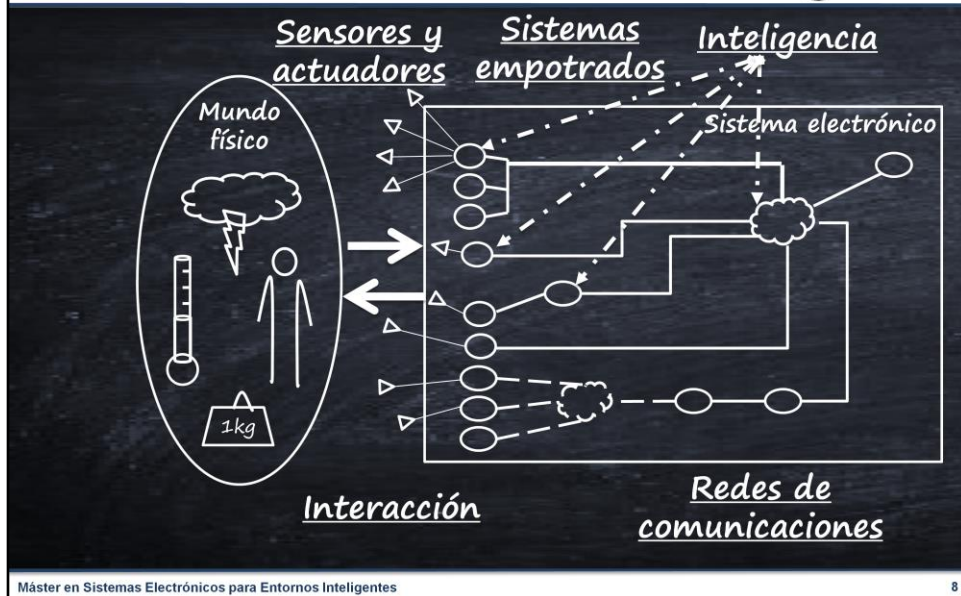 Sensores y
actuadores
Sistemas
empotrados
Inteligencia
Mundo
físico
Sistema electrónico
1kg
Interacción
Redes de
comunicaciones
Máster en Sistemas Electrónicos para Entornos Inteligentes
8